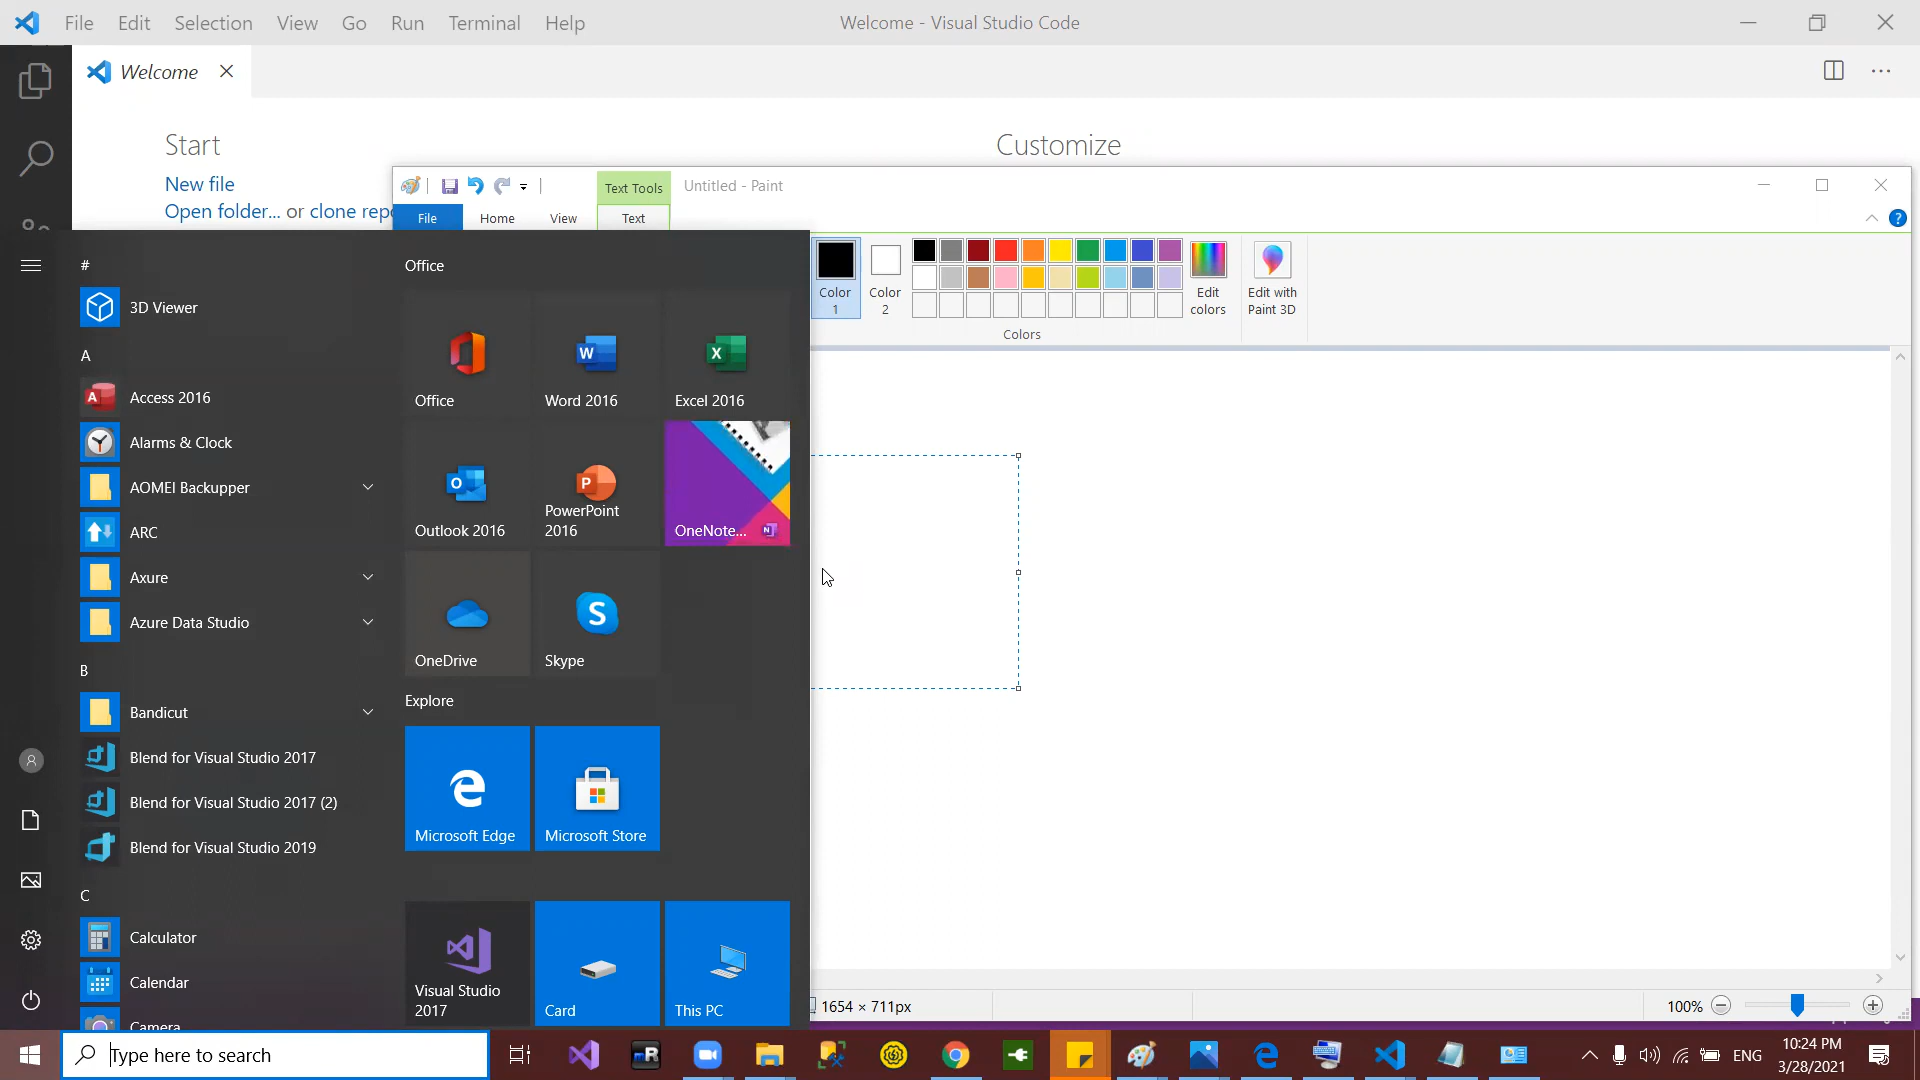 File Edit Selection View Go Run Terminal Help
Welcome - Visual Studio Code
Welcome
Start
New file
Open folder... or clone repo
Customize
Text Tools
Untitled - Paint
File Home View Text
Color 1
Color 2
Edit colors
Edit with Paint 3D
Colors
#
3D Viewer
A
Access 2016
Alarms & Clock
AOMEI Backupper
ARC
Axure
Azure Data Studio
B
Bandicut
Blend for Visual Studio 2017
Blend for Visual Studio 2017 (2)
Blend for Visual Studio 2019
C
Calculator
Calendar
Camera
Office
Office
Word 2016
Excel 2016
Outlook 2016
PowerPoint 2016
OneNote...
OneDrive
Skype
Explore
Microsoft Edge
Microsoft Store
Visual Studio 2017
Card
This PC
1654 × 711px
100%
Type here to search
ENG
10:24 PM
3/28/2021